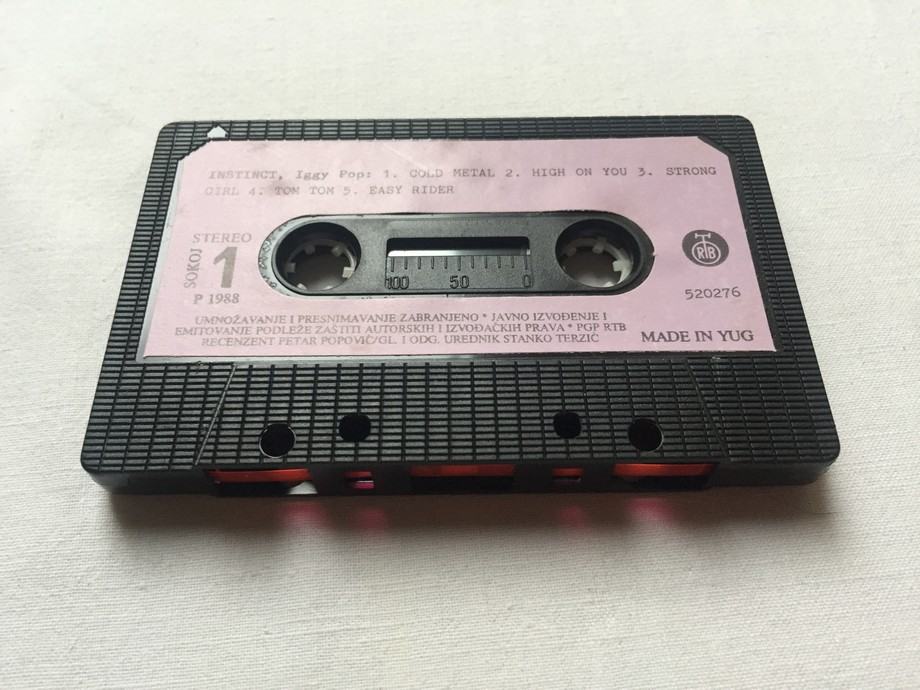 INSTINCT, Iggy Pop: 1. COLD METAL 2. HIGH ON YOU 3. STRONG
GIRL 4. TOM TOM 5. EASY RIDER
STEREO
SOKOJ
1
P 1988
100 50 0
RTB
520276
UMNOŽAVANJE I PRESNIMAVANJE ZABRANJENO * JAVNO IZVOĐENJE I
EMITOVANJE PODLEŽE ZAŠTITI AUTORSKIH I IZVOĐAČKIH PRAVA * PGP RTB
RECENZENT PETAR POPOVIĆ/GL. I ODG. UREDNIK STANKO TERZIĆ
MADE IN YUG